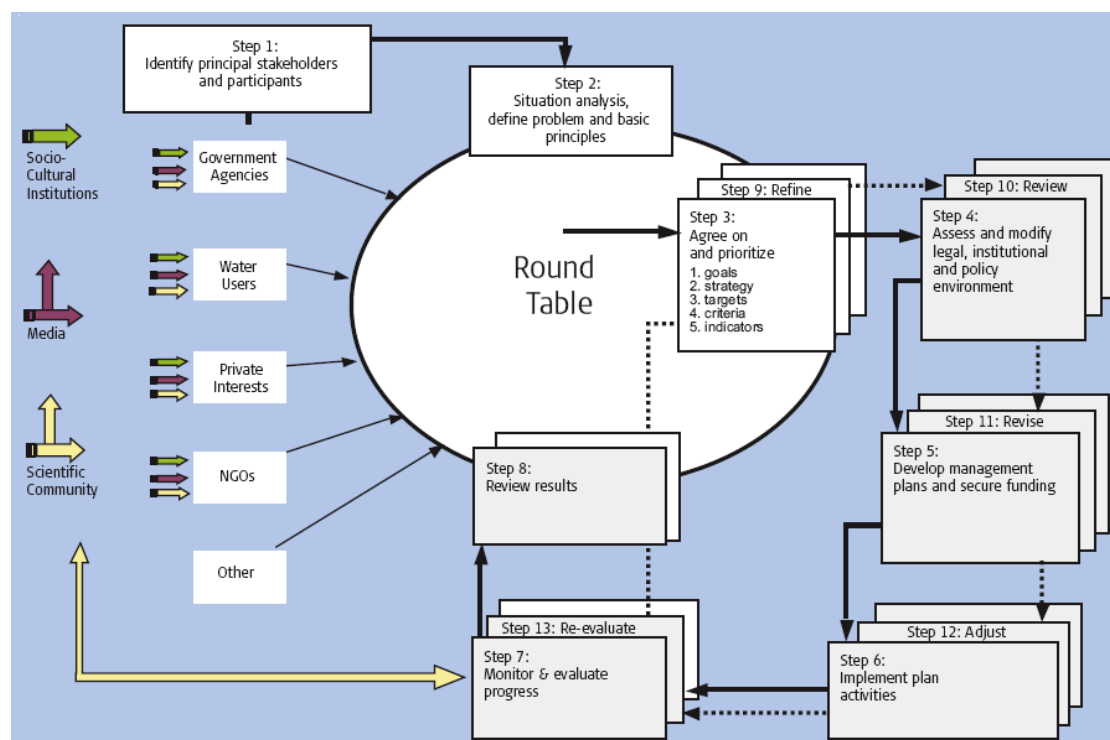 Step 1:
Identify principal stakeholders
and participants
Step 2:
Situation analysis,
define problem and basic
principles
Socio-
Cultural
Institutions
Government
Agencies
Step 9: Refine
Step 10: Review
Step 3:
Agree on
and prioritize
1. goals
2. strategy
3. targets
4. criteria
5. indicators
Step 4:
Assess and modify
legal, institutional
and policy
environment
Water
Users
Round
Table
Media
Private
Interests
Scientific
Community
NGOs
Step 8:
Review results
Step 11: Revise
Step 5:
Develop management
plans and secure funding
Other
Step 13: Re-evaluate
Step 7:
Monitor & evaluate
progress
Step 12: Adjust
Step 6:
Implement plan
activities